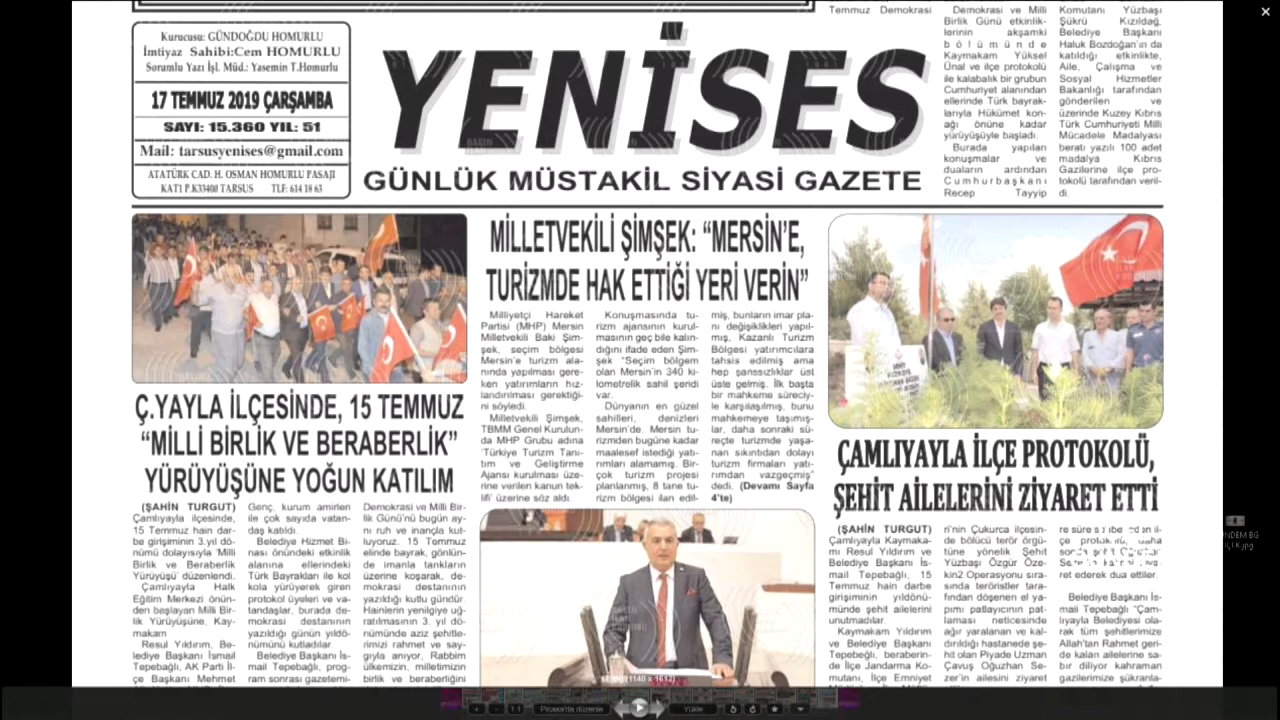 Temmuz Demokrasi
Demokrasi ve Milli
Birlik Günü etkinlik-
lerinin akşamki
bölümünde
Kaymakam Yüksel
Ünal ve ilçe protokolü
ile kalabalık bir grubun
Cumhuriyet alanından
ellerinde Türk bayrak-
larıyla Hükümet kon-
ağı önüne kadar
yürüyüşüyle başladı.
Burada yapılan
konuşmalar ve
duaların ardından
Cumhurbaşkanı
Recep Tayyip
Komutanı Yüzbaşı
Şükrü Kızıldağ,
Belediye Başkanı
Haluk Bozdoğan'ın da
katıldığı etkinlikte,
Aile, Çalışma ve
Sosyal Hizmetler
Bakanlığı tarafından
gönderilen ve
üzerinde Kuzey Kıbrıs
Türk Cumhuriyeti Milli
Mücadele Madalyası
beratı yazılı 100 adet
madalya Kıbrıs
Gazilerine ilçe pro-
tokolü tarafından veril-
di.
Kurucusu: GÜNDOĞDU HOMURLU
İmtiyaz Sahibi:Cem HOMURLU
Sorumlu Yazı İşl. Müd.: Yasemin T.Homurlu
17 TEMMUZ 2019 ÇARŞAMBA
SAYI: 15.360 YIL: 51
Mail: tarsusyenises@gmail.com
ATATÜRK CAD. H. OSMAN HOMURLU PASAJI
KAT1 P.K33400 TARSUS TLF: 614 18 63
YENİSES
GÜNLÜK MÜSTAKİL SİYASİ GAZETE
Ç.YAYLA İLÇESİNDE, 15 TEMMUZ
“MİLLİ BİRLİK VE BERABERLİK”
YÜRÜYÜŞÜNE YOĞUN KATILIM
(ŞAHİN TURGUT)
Çamlıyayla ilçesinde,
15 Temmuz hain dar-
be girişiminin 3.yıl dö-
nümü dolayısıyla 'Milli
Birlik ve Beraberlik
Yürüyüşü' düzenlendi.
Çamlıyayla Halk
Eğitim Merkezi önün-
den başlayan Milli Bir-
lik Yürüyüşüne, Kay-
makam
Resul Yıldırım, Be-
lediye Başkanı İsmail
Tepebağlı, AK Parti İl-
çe Başkanı Mehmet
Genç, kurum amirleri
ile çok sayıda vatan-
daş katıldı.
Belediye Hizmet Bi-
nası önündeki etkinlik
alanına ellerindeki
Türk Bayrakları ile kol
kola yürüyerek giren
protokol üyeleri ve va-
tandaşlar, burada de-
mokrasi destanının
yazıldığı günün yıldö-
nümünü kutladılar.
Belediye Başkanı İs-
mail Tepebağlı, prog-
ram sonrası gazetemi-
Demokrasi ve Milli Bir-
lik Günü'nü bugün ay-
nı ruh ve inançla kut-
luyoruz. 15 Temmuz
elinde bayrak, gönlün-
de imanla tankların
üzerine koşarak, de-
mokrasi destanının
yazıldığı kutlu gündür.
Hainlerin yenilgiye uğ-
ratılmasının 3. yıl dö-
nümünde aziz şehitle-
rimizi rahmet ve say-
gıyla anıyor, Rabbim
ülkemizin, milletimizin
birlik ve beraberliğini
MİLLETVEKİLİ ŞİMŞEK: “MERSİN’E,
TURİZMDE HAK ETTİĞİ YERİ VERİN”
Milliyetçi Hareket
Partisi (MHP) Mersin
Milletvekili Baki Şim-
şek, seçim bölgesi
Mersin'e turizm ala-
nında yapılması gere-
ken yatırımların hız-
landırılması gerektiği-
ni söyledi.
Milletvekili Şimşek,
TBMM Genel Kurulun-
da MHP Grubu adına
'Türkiye Turizm Tanı-
tım ve Geliştirme
Ajansı kurulması üze-
rine verilen kanun tek-
lifi' üzerine söz aldı.
Konuşmasında tu-
rizm ajansının kurul-
masının geç bile kalın-
dığını ifade eden Şim-
şek “Seçim bölgem
olan Mersin'in 340 ki-
lometrelik sahil şeridi
var.
Dünyanın en güzel
sahilleri, denizleri
Mersin'de. Mersin tu-
rizmden bugüne kadar
maalesef istediği yatı-
rımları alamamış. Bir-
çok turizm projesi
planlanmış, 8 tane tu-
rizm bölgesi ilan edil-
miş, bunların imar pla-
nı değişiklikleri yapıl-
mış, Kazanlı Turizm
Bölgesi yatırımcılara
tahsis edilmiş ama
hep şanssızlıklar üst
üste gelmiş. İlk başta
bir mahkeme süreciy-
le karşılaşılmış, bunu
mahkemeye taşımış-
lar, daha sonraki sü-
reçte turizmde yaşa-
nan sıkıntıdan dolayı
turizm firmaları yatı-
rımdan vazgeçmiş”
dedi. (Devamı Sayfa
4'te)
ÇAMLIYAYLA İLÇE PROTOKOLÜ,
ŞEHİT AİLELERİNİ ZİYARET ETTİ
(ŞAHİN TURGUT)
Çamlıyayla Kaymaka-
mı Resul Yıldırım ve
Belediye Başkanı İs-
mail Tepebağlı, 15
Temmuz hain darbe
girişiminin yıldönü-
münde şehit ailelerini
unutmadılar.
Kaymakam Yıldırım
ve Belediye Başkanı
Tepebağlı, beraberin-
de İlçe Jandarma Ko-
mutanı, İlçe Emniyet
ri'nin Çukurca ilçesin-
de bölücü terör örgü-
tüne yönelik Şehit
Yüzbaşı Özgür Öze-
kin2 Operasyonu sıra-
sında teröristler tara-
fından döşenen el ya-
pımı patlayıcının pat-
laması neticesinde
ağır yaralanan ve kal-
dırıldığı hastanede şe-
hit olan Piyade Uzman
Çavuş Oğuzhan Se-
zer'in ailesini ziyaret
re süre
çe protokolü, daha
ret ederek dua ettiler.
Belediye Başkanı İs-
mail Tepebağlı “Çam-
lıyayla Belediyesi ola-
rak tüm şehitlerimize
Allah'tan Rahmet geri-
de kalan ailelerine sa-
bır diliyor kahraman
gazilerimize şükranla-
(1140 x 1612)
1:1
Picasa'da düzenle
Yükle